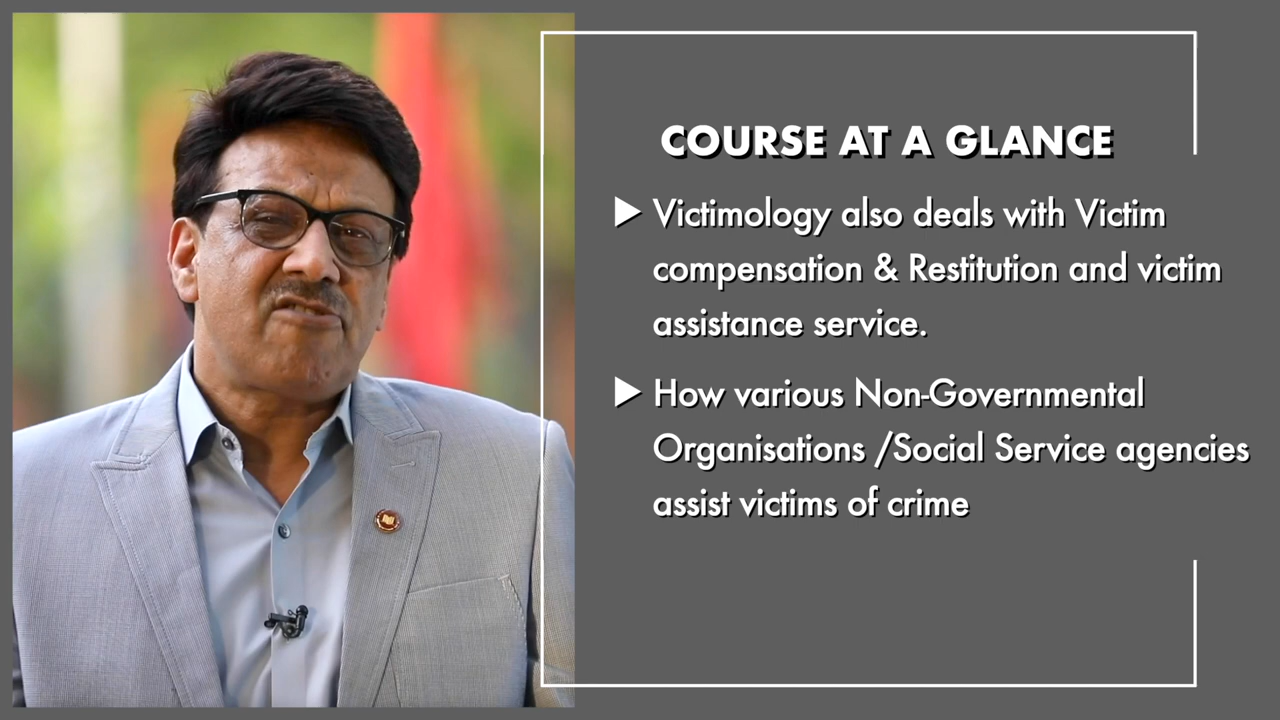 COURSE AT A GLANCE
Victimology also deals with Victim
compensation & Restitution and victim
assistance service.
How various Non-Governmental
Organisations /Social Service agencies
assist victims of crime